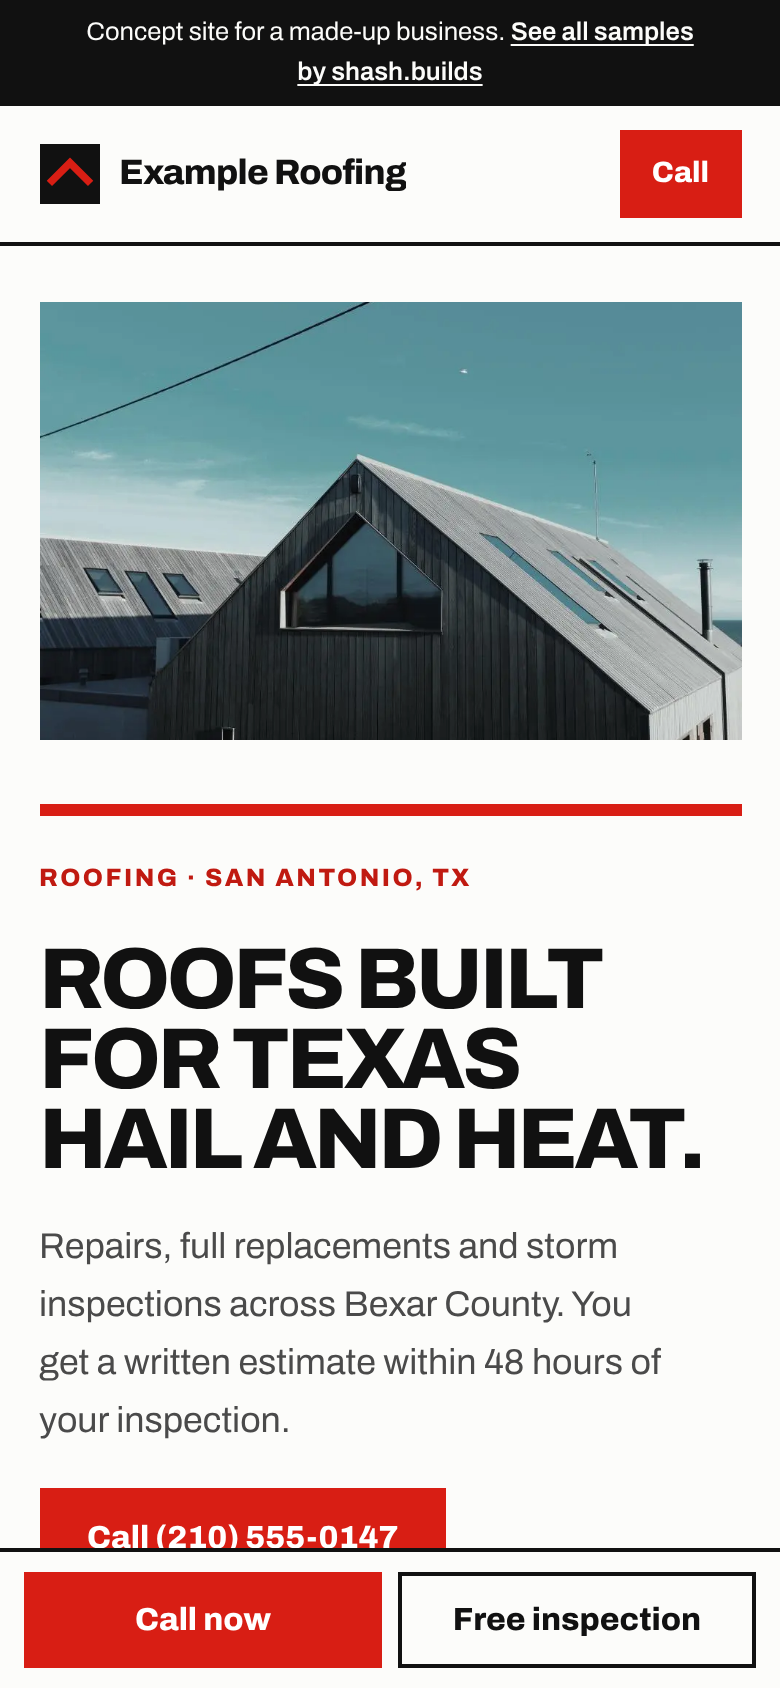 Concept site for a made-up business. See all samples
by shash.builds
Example Roofing
Call
ROOFING · SAN ANTONIO, TX
ROOFS BUILT
FOR TEXAS
HAIL AND HEAT.
Repairs, full replacements and storm
inspections across Bexar County. You
get a written estimate within 48 hours of
your inspection.
Call (210) 555-0147
Call now
Free inspection